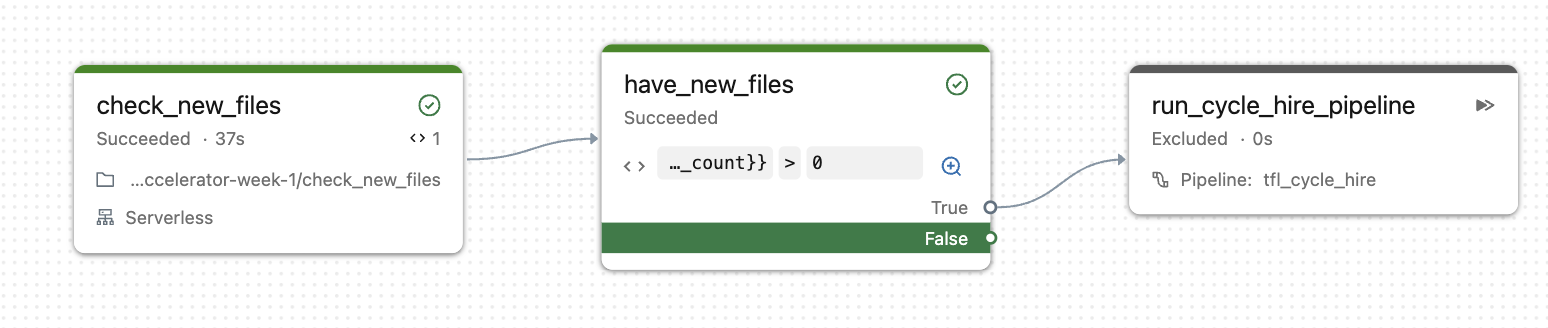 check_new_files
Succeeded · 37s
<> 1
...ccelerator-week-1/check_new_files
Serverless
have_new_files
Succeeded
<> …_count}} > 0
True
False
run_cycle_hire_pipeline
Excluded · 0s
Pipeline: tfl_cycle_hire